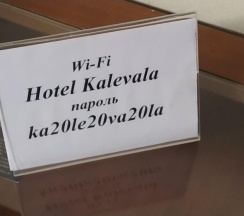 Wi-Fi
Hotel Kalevala
пароль
ka20le20va20la